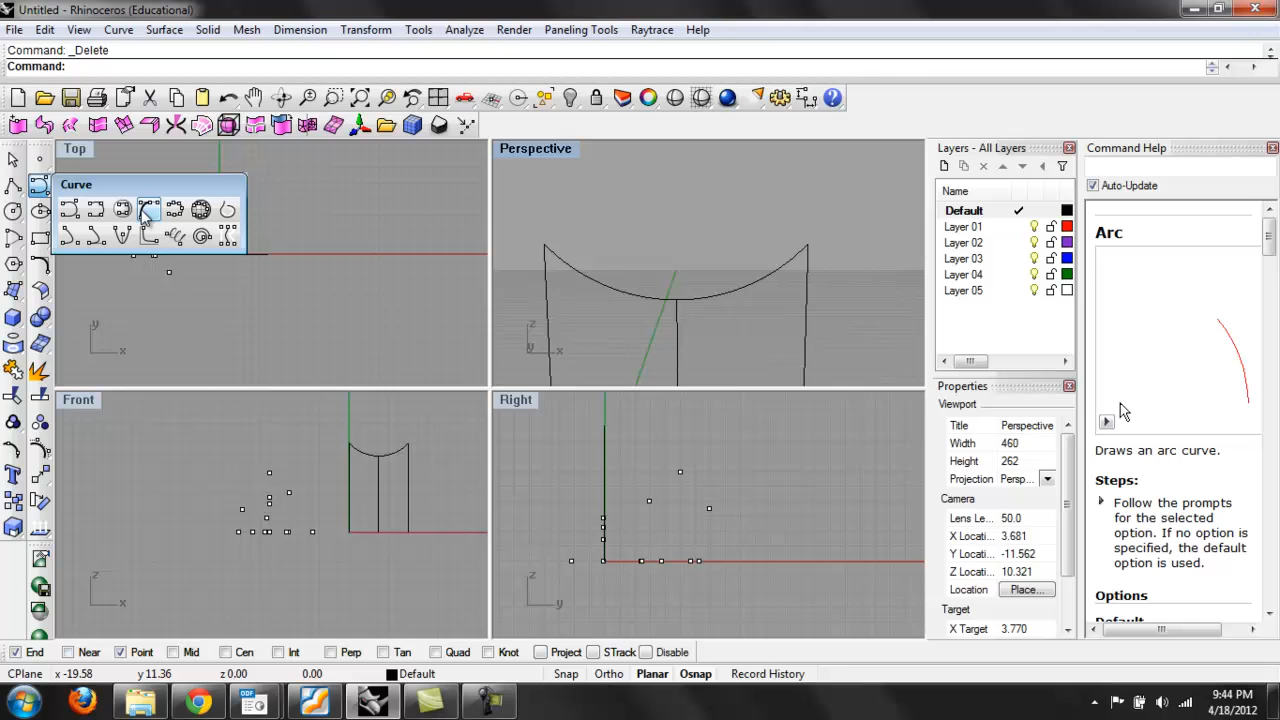 Untitled - Rhinoceros (Educational)
File Edit View Curve Surface Solid Mesh Dimension Transform Tools Analyze Render Paneling Tools Raytrace Help
Command: _Delete
Command:
Top
Curve
y
x
Perspective
z
y
x
Front
z
x
Right
z
y
Layers - All Layers
Name
Default
Layer 01
Layer 02
Layer 03
Layer 04
Layer 05
Properties
Viewport
Title Perspective
Width 460
Height 262
Projection Persp...
Camera
Lens Le... 50.0
X Locati... 3.681
Y Locati... -11.562
Z Locati... 10.321
Location Place...
Target
X Target 3.770
Command Help
Auto-Update
Arc
Draws an arc curve.
Steps:
Follow the prompts
for the selected
option. If no option is
specified, the default
option is used.
Options
Default
End Near Point Mid Cen Int Perp Tan Quad Knot Project STrack Disable
CPlane x -19.58 y 11.36 z 0.00 0.00 Default Snap Ortho Planar Osnap Record History
ODF
9:44 PM
4/18/2012